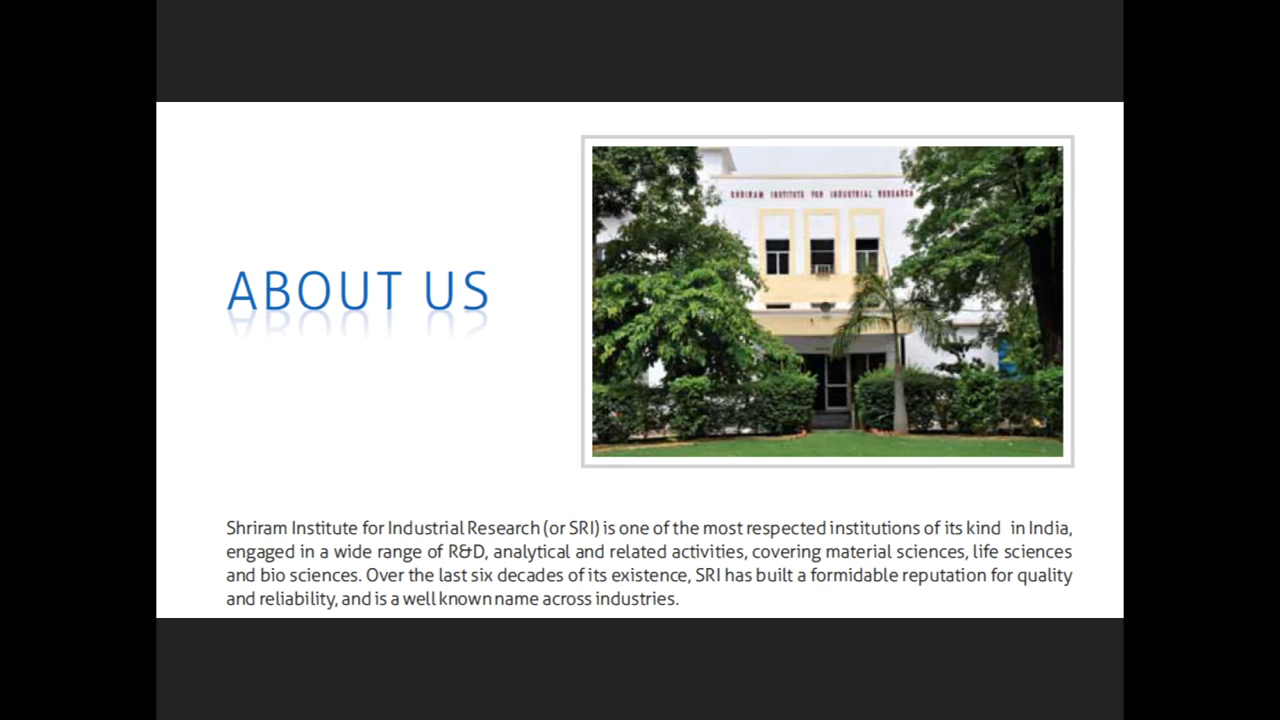 SHRIRAM INSTITUTE FOR INDUSTRIAL RESEARCH
ABOUT US
Shriram Institute for Industrial Research (or SRI) is one of the most respected institutions of its kind in India,
engaged in a wide range of R&D, analytical and related activities, covering material sciences, life sciences
and bio sciences. Over the last six decades of its existence, SRI has built a formidable reputation for quality
and reliability, and is a well known name across industries.